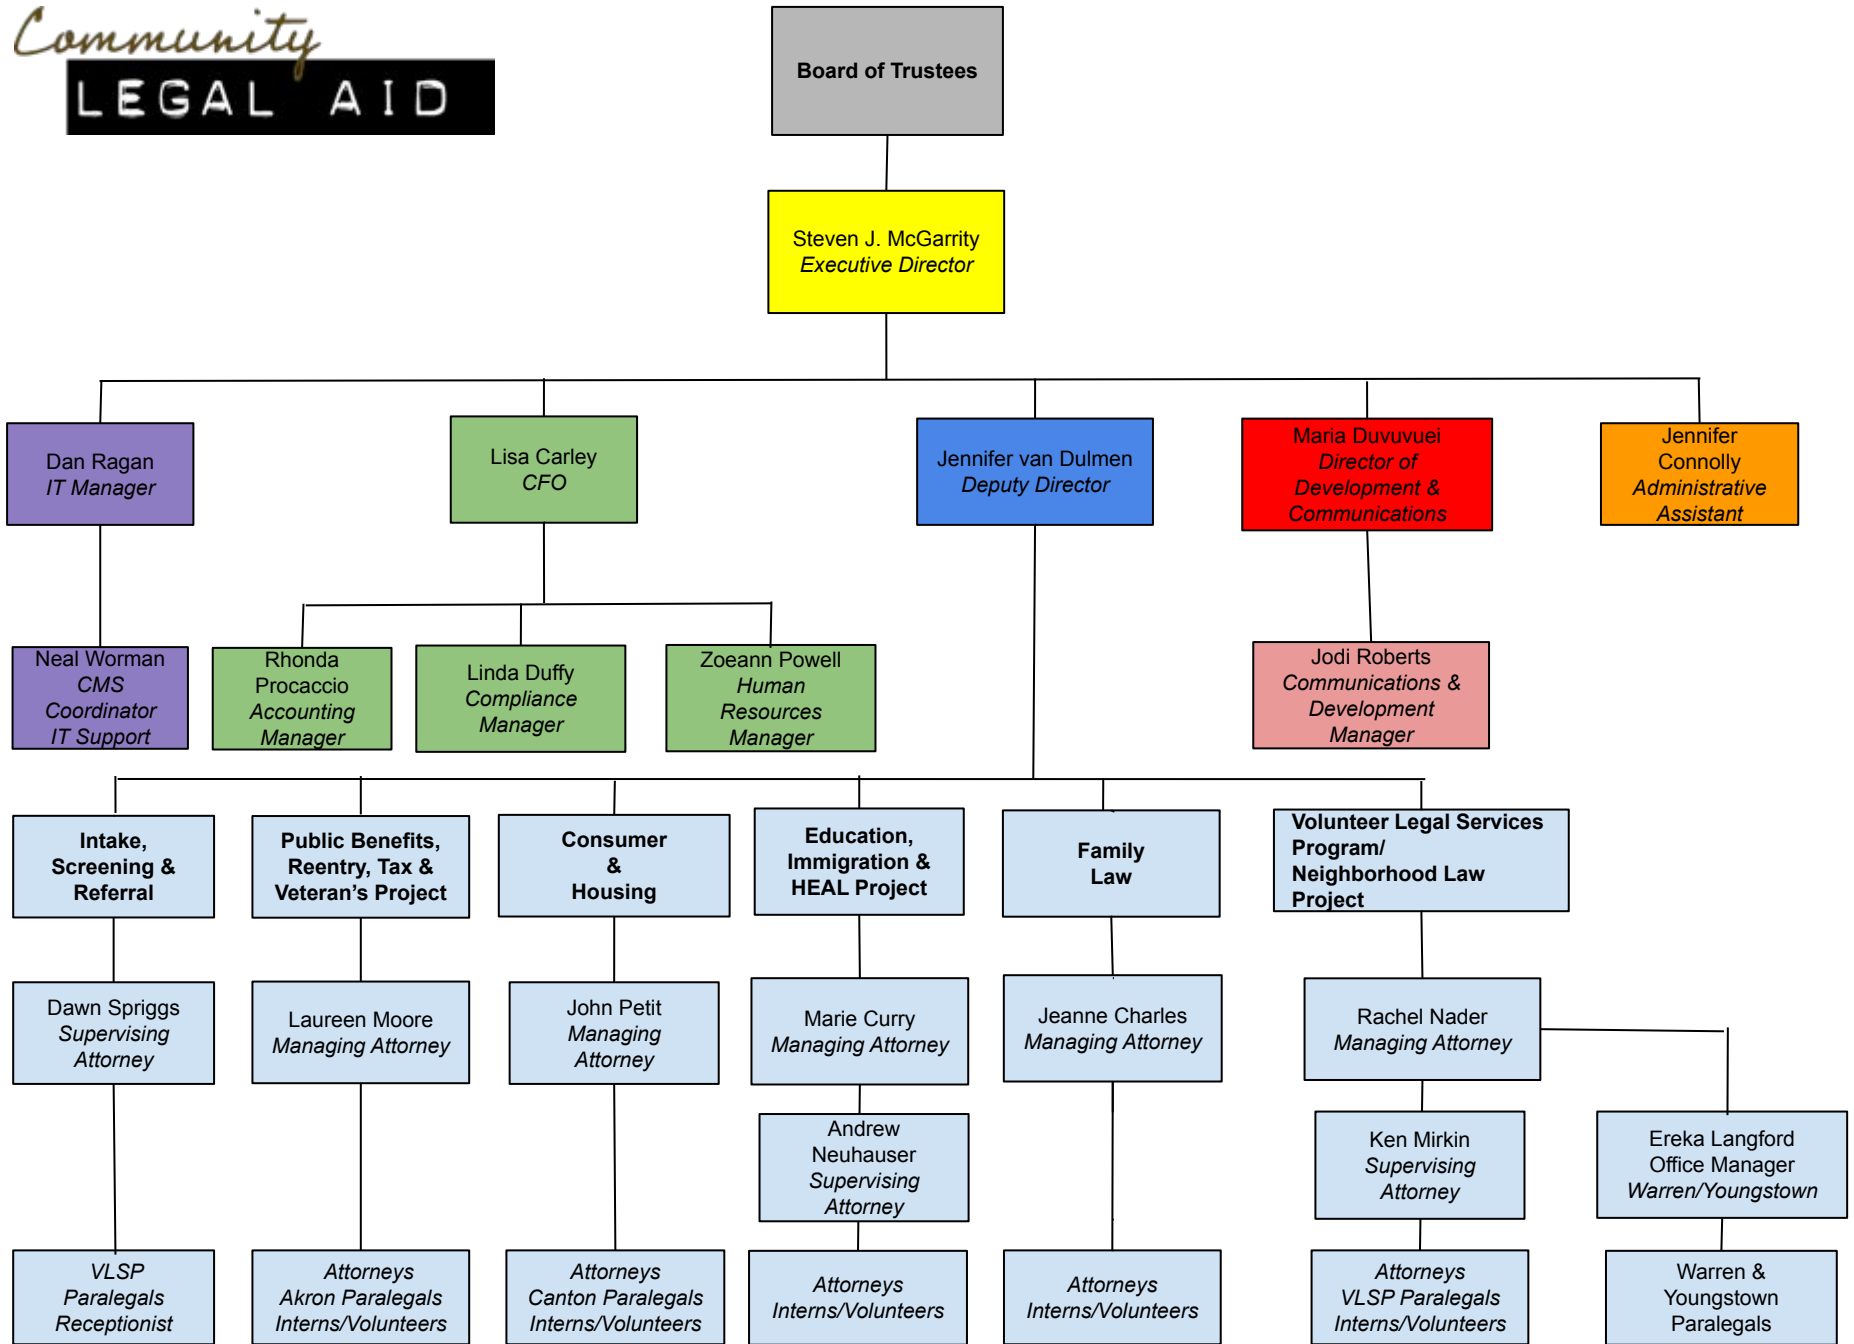 Community
LEGAL AID
Board of Trustees
Steven J. McGarrity
Executive Director
Dan Ragan
IT Manager
Lisa Carley
CFO
Jennifer van Dulmen
Deputy Director
Maria Duvuvuei
Director of
Development &
Communications
Jennifer
Connolly
Administrative
Assistant
Neal Worman
CMS
Coordinator
IT Support
Rhonda
Procaccio
Accounting
Manager
Linda Duffy
Compliance
Manager
Zoeann Powell
Human
Resources
Manager
Jodi Roberts
Communications &
Development
Manager
Intake,
Screening &
Referral
Public Benefits,
Reentry, Tax &
Veteran's Project
Consumer
&
Housing
Education,
Immigration &
HEAL Project
Family
Law
Volunteer Legal Services
Program/
Neighborhood Law
Project
Dawn Spriggs
Supervising
Attorney
Laureen Moore
Managing Attorney
John Petit
Managing
Attorney
Marie Curry
Managing Attorney
Jeanne Charles
Managing Attorney
Rachel Nader
Managing Attorney
Andrew
Neuhauser
Supervising
Attorney
Ken Mirkin
Supervising
Attorney
Ereka Langford
Office Manager
Warren/Youngstown
VLSP
Paralegals
Receptionist
Attorneys
Akron Paralegals
Interns/Volunteers
Attorneys
Canton Paralegals
Interns/Volunteers
Attorneys
Interns/Volunteers
Attorneys
Interns/Volunteers
Attorneys
VLSP Paralegals
Interns/Volunteers
Warren &
Youngstown
Paralegals